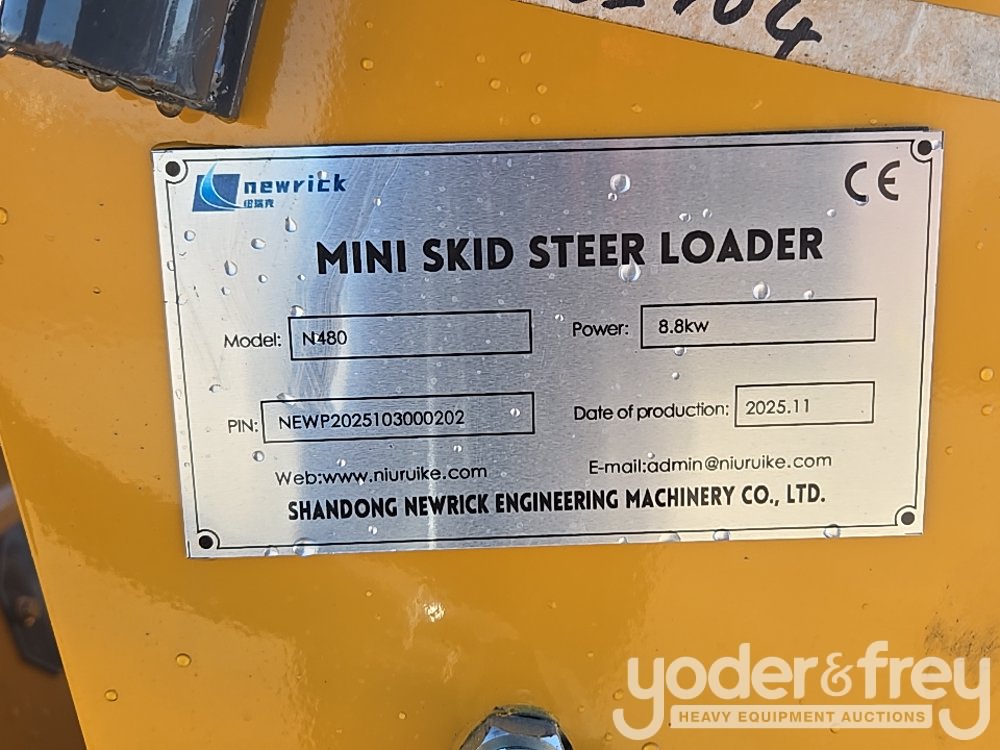 newrick
纽瑞克
CE
MINI SKID STEER LOADER
Model: N480
Power: 8.8kw
PIN: NEWP2025103000202
Date of production: 2025.11
Web:www.niuruike.com
E-mail:admin@niuruike.com
SHANDONG NEWRICK ENGINEERING MACHINERY CO., LTD.
yoder&frey
HEAVY EQUIPMENT AUCTIONS